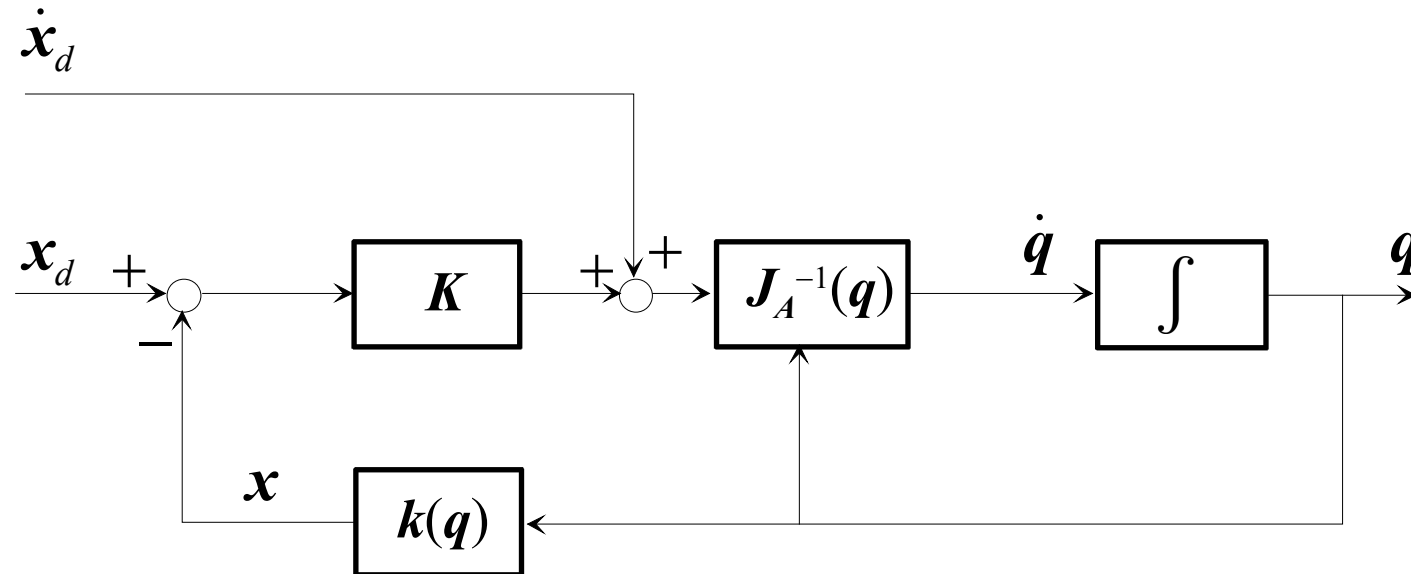 ẋ_d
x_d + K + + J_A⁻¹(q) q̇ ∫ q
−
x k(q)